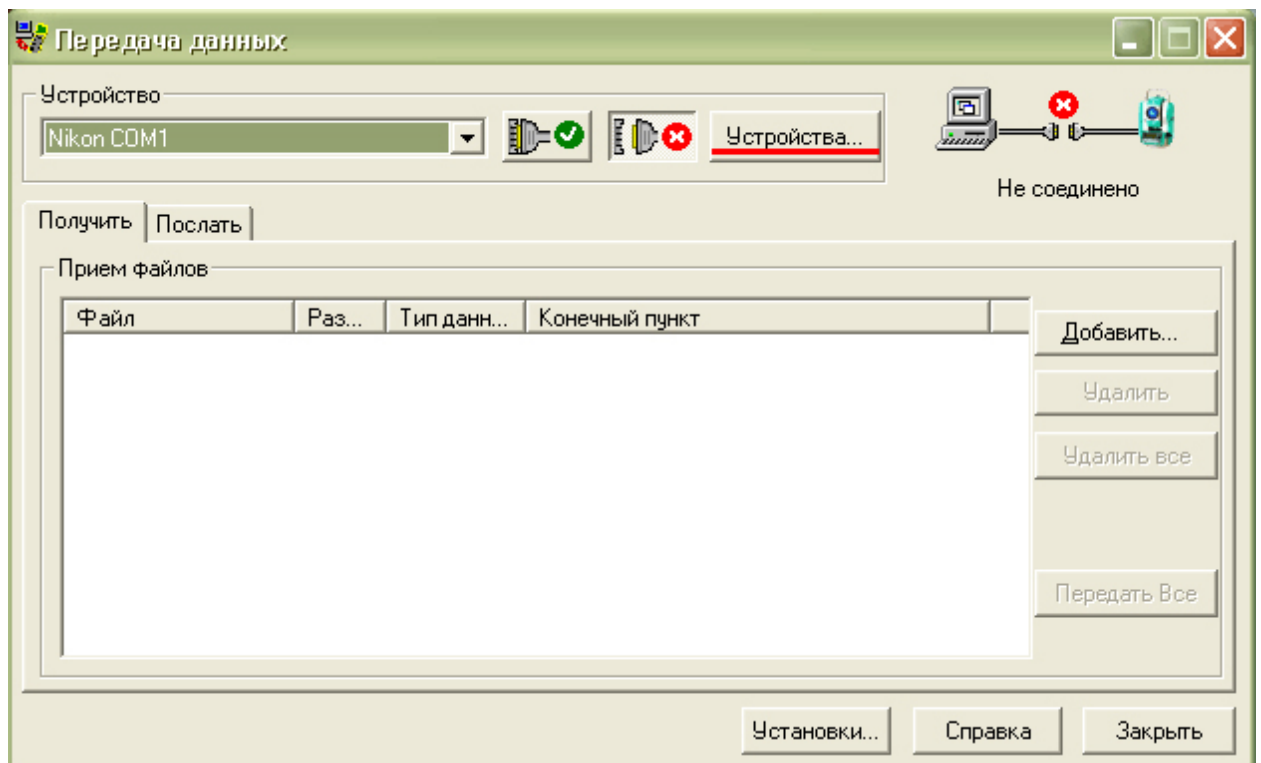 Передача данных
Устройство
Nikon COM1
Устройства...
Не соединено
Получить
Послать
Прием файлов
Файл Раз... Тип данн... Конечный пункт
Добавить...
Удалить
Удалить все
Передать Все
Установки...
Справка
Закрыть